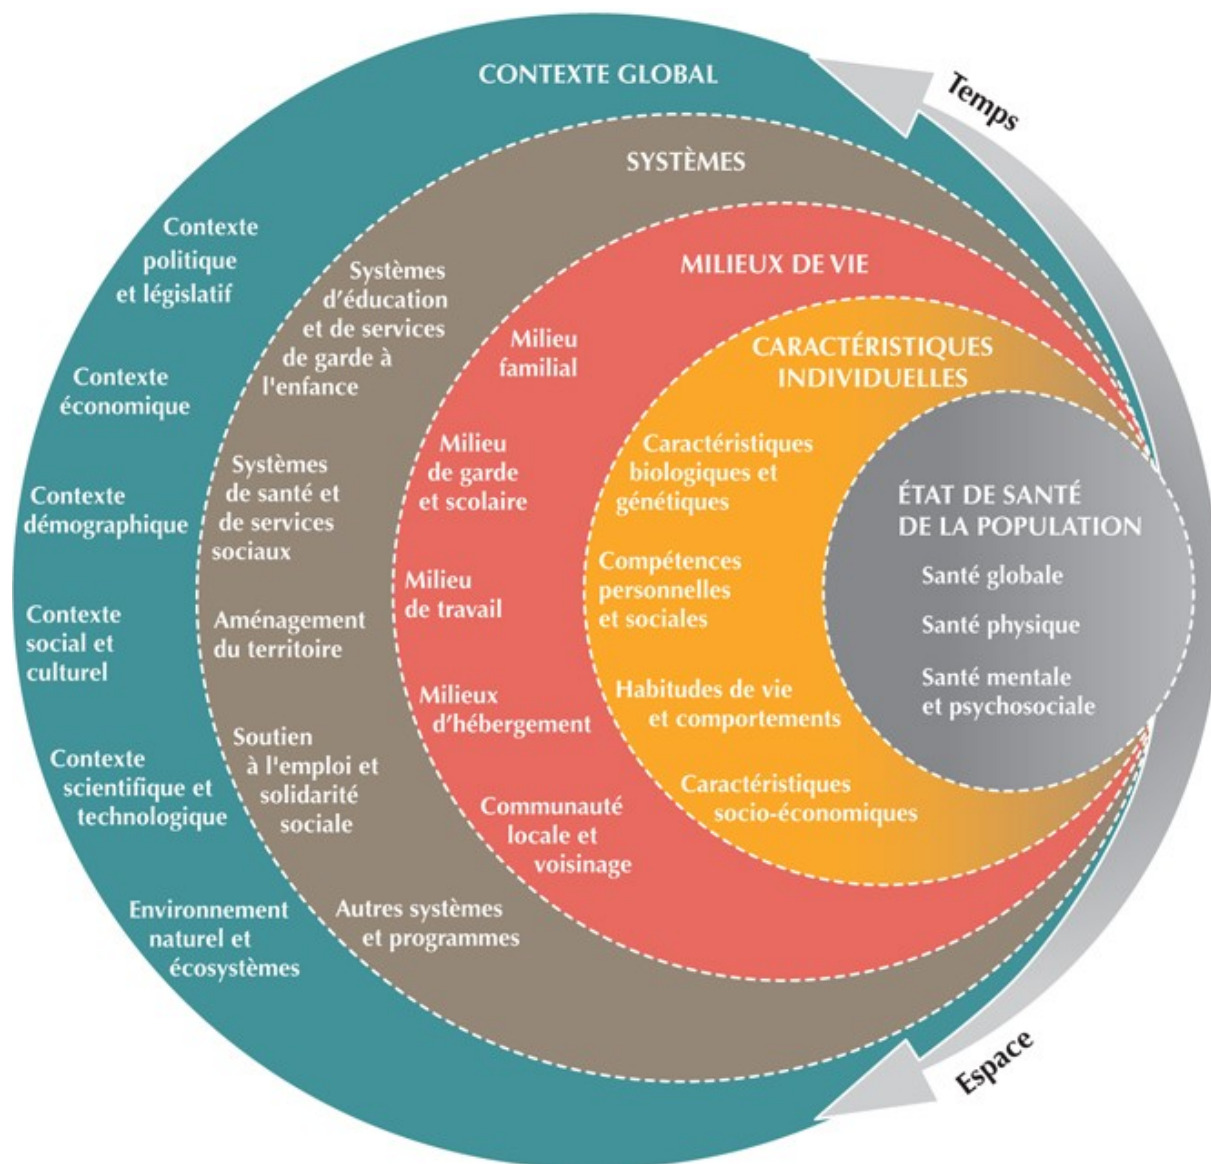 CONTEXTE GLOBAL
Contexte
politique
et législatif
Contexte
économique
Contexte
démographique
Contexte
social et
culturel
Contexte
scientifique et
technologique
Environnement
naturel et
écosystèmes
SYSTÈMES
Systèmes
d’éducation
et de services
de garde à
l'enfance
Systèmes
de santé et
de services
sociaux
Aménagement
du territoire
Soutien
à l'emploi et
solidarité
sociale
Autres systèmes
et programmes
MILIEUX DE VIE
Milieu
familial
Milieu
de garde
et scolaire
Milieu
de travail
Milieux
d’hébergement
Communauté
locale et
voisinage
CARACTÉRISTIQUES
INDIVIDUELLES
Caractéristiques
biologiques et
génétiques
Compétences
personnelles
et sociales
Habitudes de vie
et comportements
Caractéristiques
socio-économiques
ÉTAT DE SANTÉ
DE LA POPULATION
Santé globale
Santé physique
Santé mentale
et psychosociale
Temps
Espace